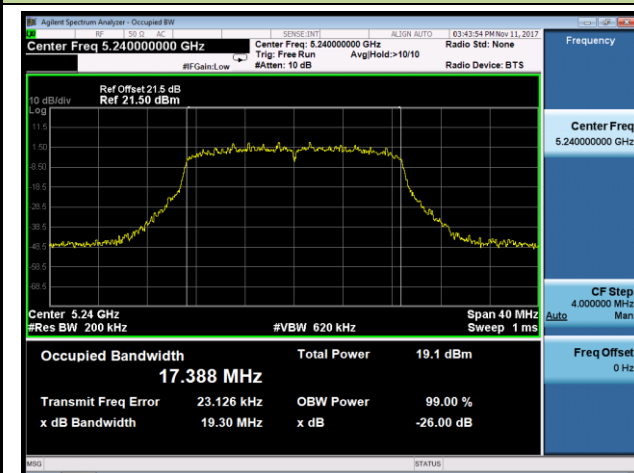 Agilent Spectrum Analyzer - Occupied BW
RF 50 Ω AC SENSE:INT ALIGN AUTO 03:43:54 PM Nov 11, 2017
Center Freq 5.240000000 GHz
Center Freq: 5.240000000 GHz
Radio Std: None
Trig: Free Run Avg|Hold:>10/10
#IFGain:Low #Atten: 10 dB Radio Device: BTS
Ref Offset 21.5 dB
10 dB/div Ref 21.50 dBm
Log
11.5
1.50
-8.50
-18.5
-28.5
-38.5
-48.5
-58.5
-68.5
Center 5.24 GHz Span 40 MHz
#Res BW 200 kHz #VBW 620 kHz Sweep 1 ms
Occupied Bandwidth Total Power 19.1 dBm
17.388 MHz
Transmit Freq Error 23.126 kHz OBW Power 99.00 %
x dB Bandwidth 19.30 MHz x dB -26.00 dB
MSG STATUS
Frequency
Center Freq
5.240000000 GHz
CF Step
4.000000 MHz
Auto Man
Freq Offset
0 Hz